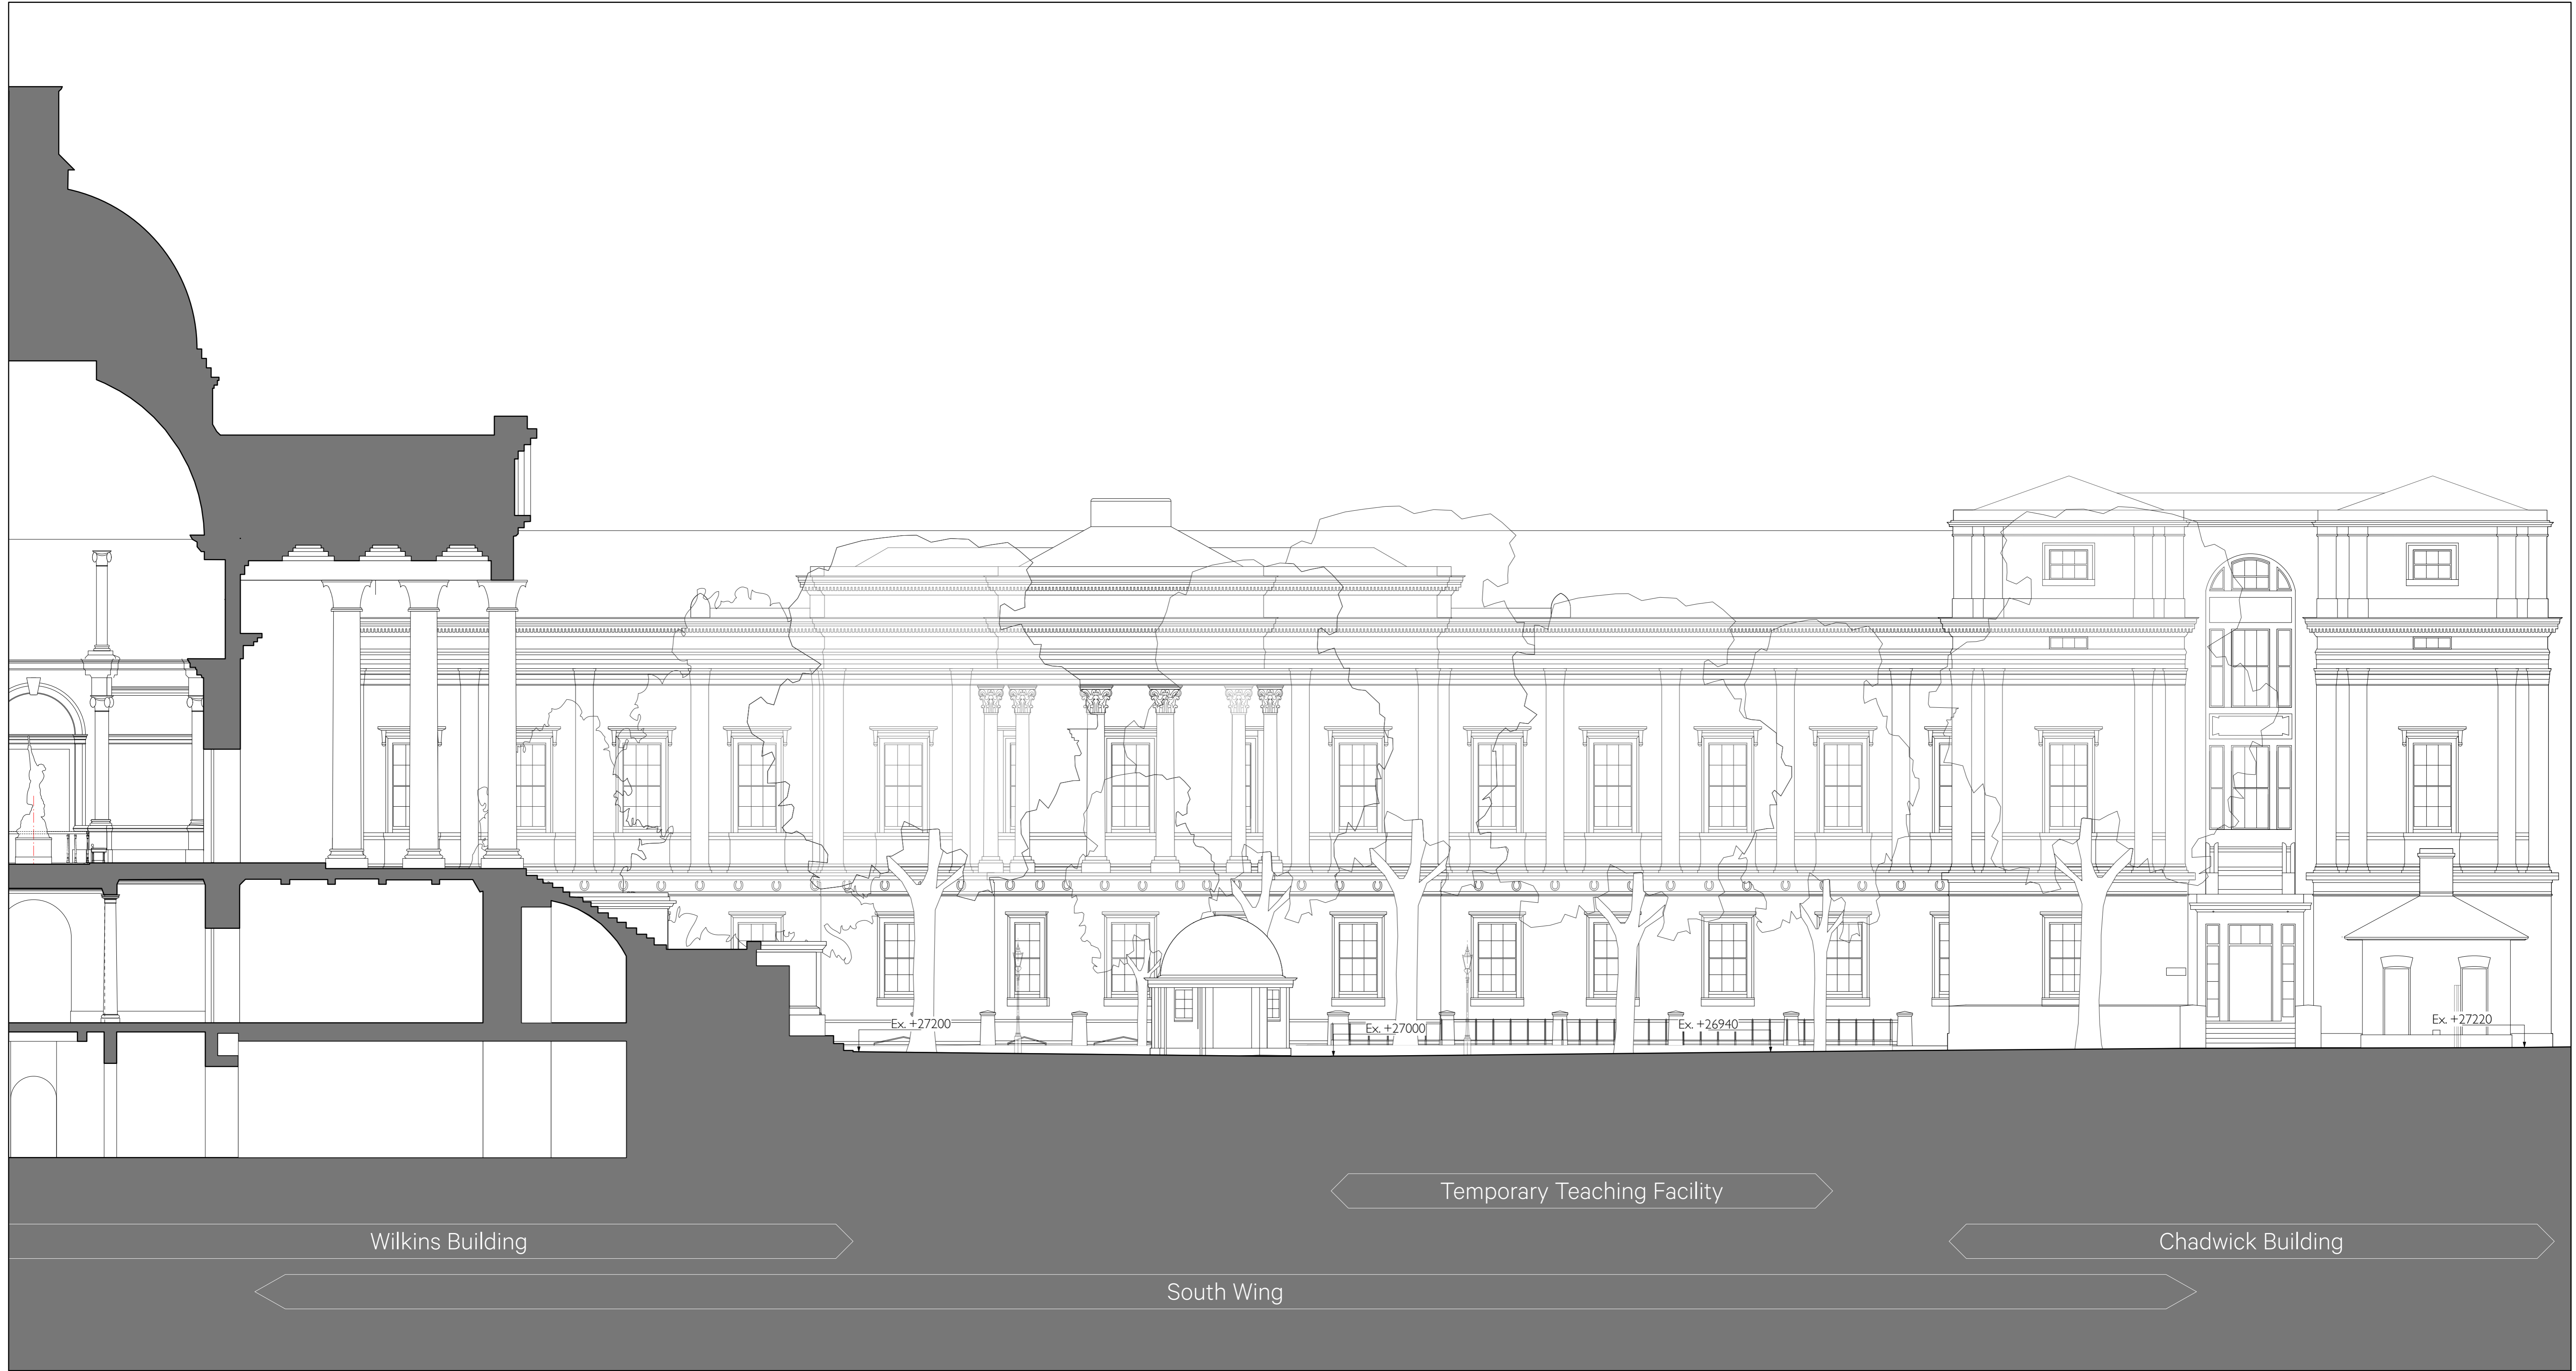 Ex. +27200
Ex. +27000
Ex. +26940
Ex. +27220
Temporary Teaching Facility
Wilkins Building
Chadwick Building
South Wing